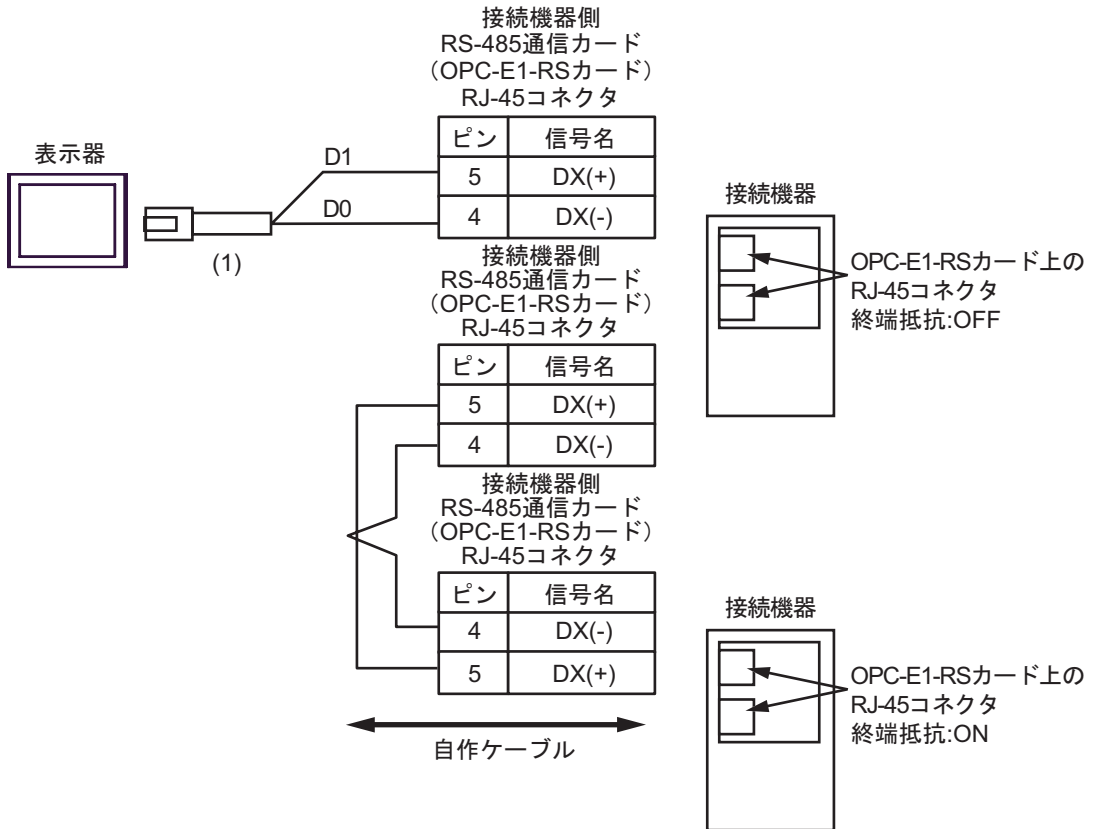 接続機器側
RS-485通信カード
（OPC-E1-RSカード）
RJ-45コネクタ
表示器
ピン 信号名
D1
5 DX(+)
D0
4 DX(-)
(1)
接続機器
OPC-E1-RSカード上の
RJ-45コネクタ
終端抵抗:OFF
接続機器側
RS-485通信カード
（OPC-E1-RSカード）
RJ-45コネクタ
ピン 信号名
5 DX(+)
4 DX(-)
接続機器側
RS-485通信カード
（OPC-E1-RSカード）
RJ-45コネクタ
ピン 信号名
4 DX(-)
5 DX(+)
自作ケーブル
接続機器
OPC-E1-RSカード上の
RJ-45コネクタ
終端抵抗:ON